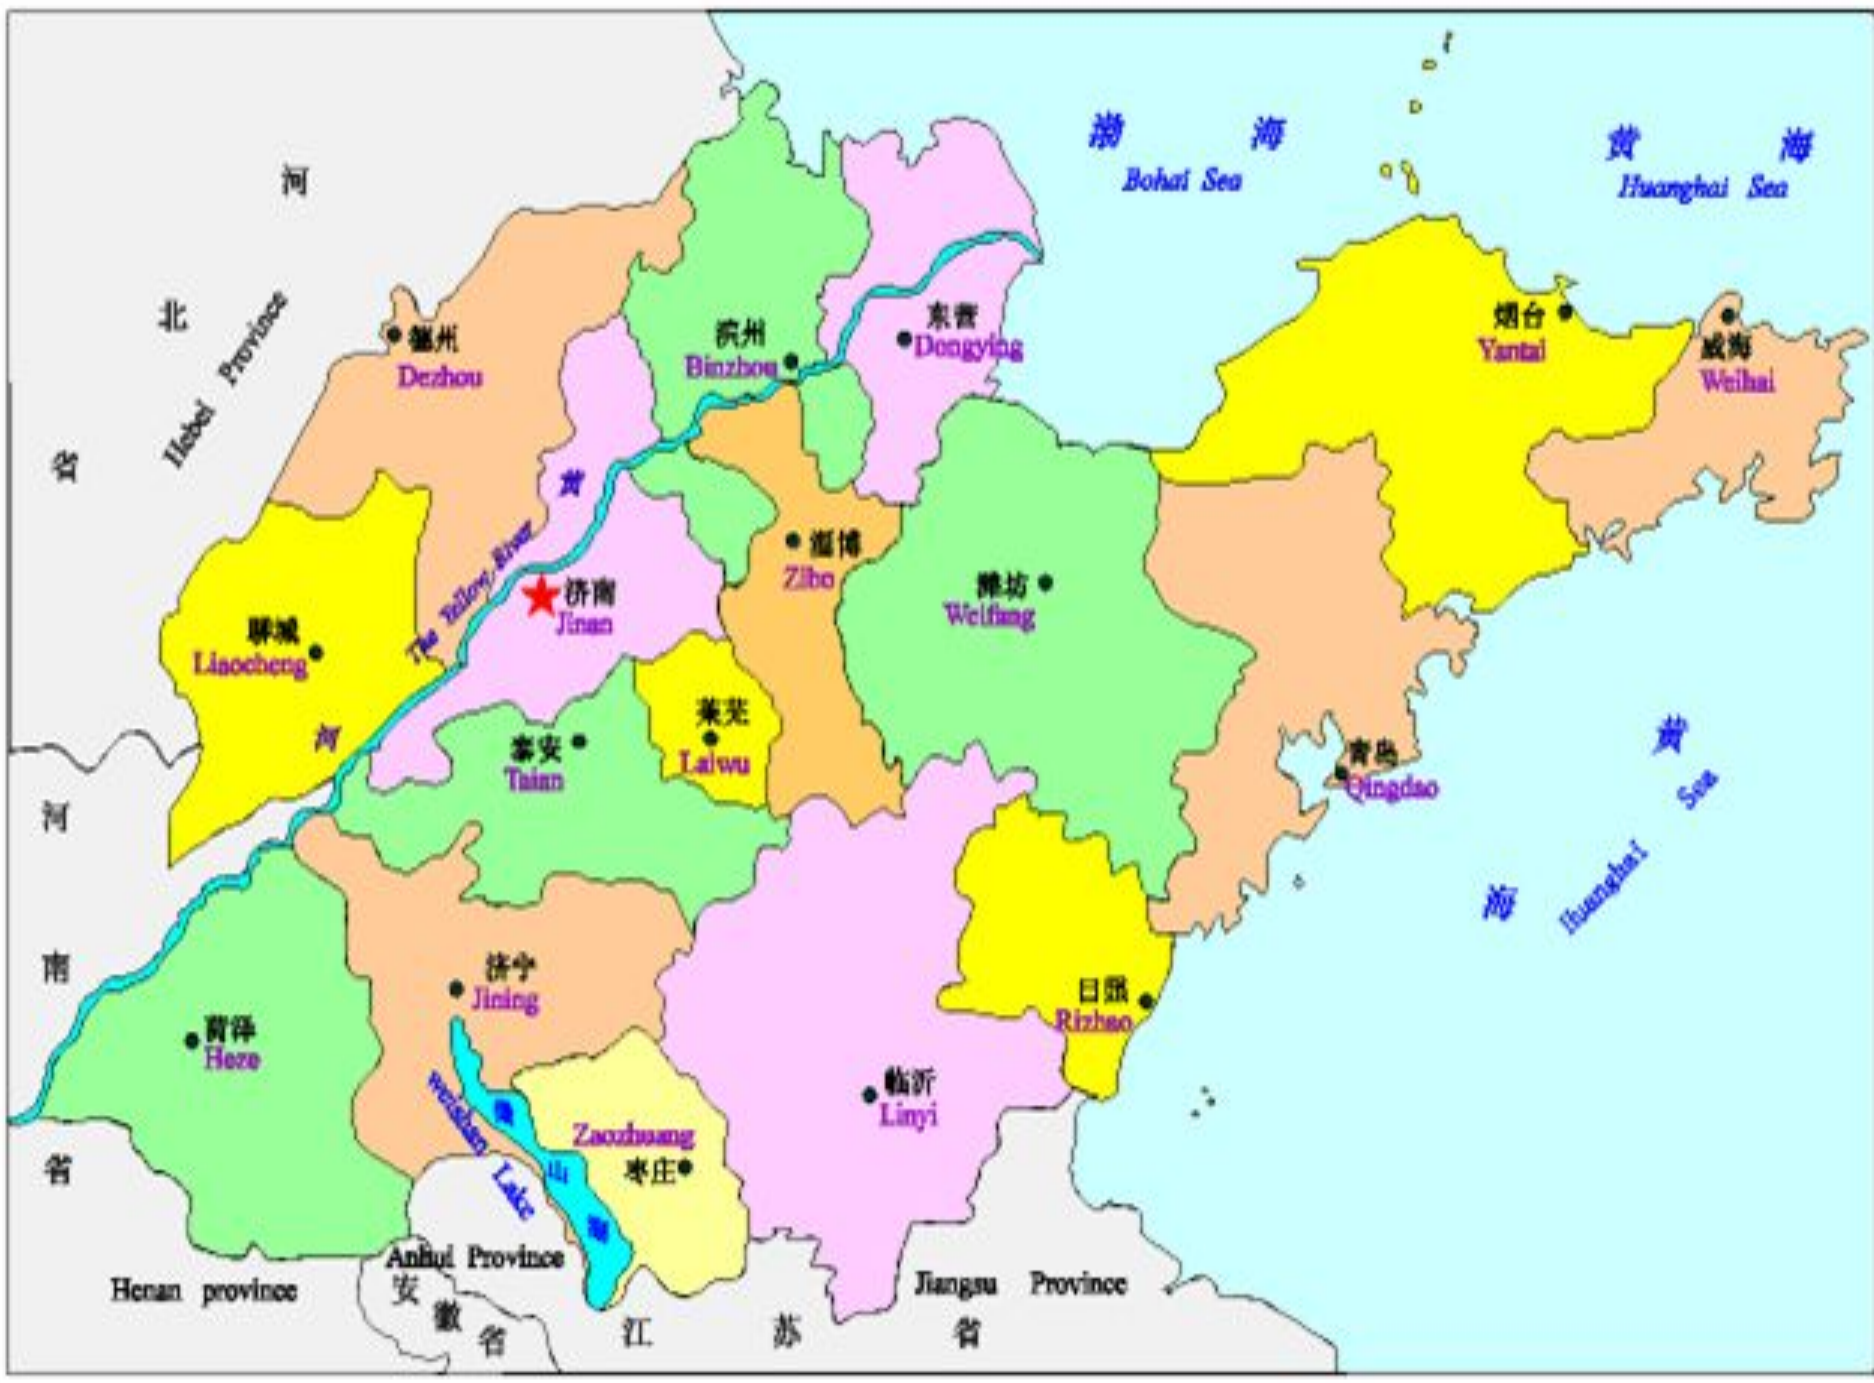 渤 海
Bohai Sea
黄 海
Huanghai Sea
河
北
省
Hebei Province
德州
Dezhou
滨州
Binzhou
东营
Dongying
烟台
Yantai
威海
Weihai
黄
河
The Yellow River
淄博
Zibo
济南
Jinan
潍坊
Weifang
聊城
Liaocheng
莱芜
Laiwu
泰安
Taian
青岛
Qingdao
黄
海
Huanghai Sea
河
南
省
Henan province
济宁
Jining
菏泽
Heze
日照
Rizhao
临沂
Linyi
Zaozhuang
枣庄
微
山
湖
weishan Lake
Anhui Province
安
徽
省
Jiangsu Province
江 苏 省